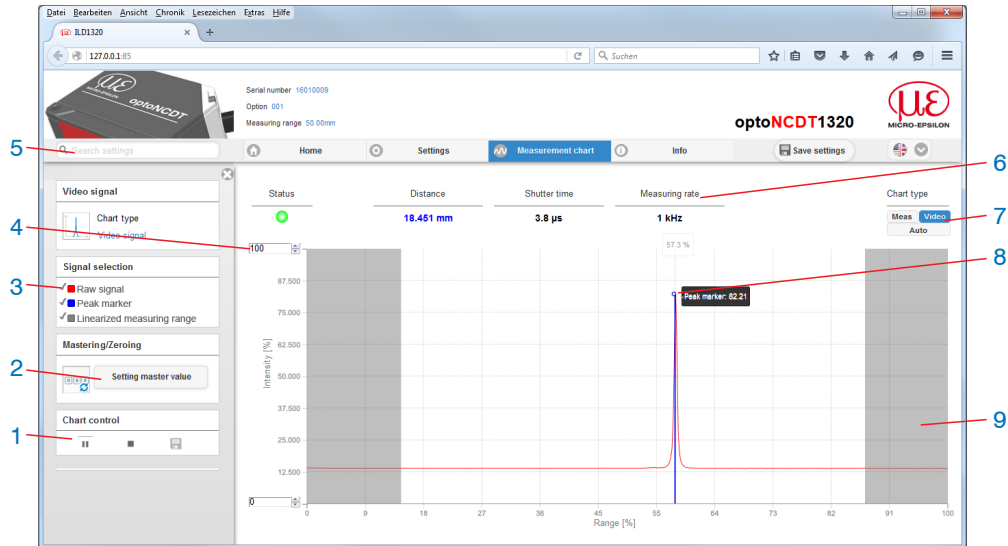 Datei Bearbeiten Ansicht Chronik Lesezeichen Extras Hilfe
με ILD1320 × +
127.0.0.1:85
Suchen
με
optoNCDT
Serial number 16010009
Option 001
Measuring range 50.00mm
optoNCDT1320
με
MICRO-EPSILON
Search settings
Home
Settings
Measurement chart
Info
Save settings
Video signal
Chart type
Video signal
Signal selection
Raw signal
Peak marker
Linearized measuring range
Mastering/Zeroing
Setting master value
Chart control
Status
Distance
Shutter time
Measuring rate
Chart type
18.451 mm
3.8 µs
1 kHz
Meas Video
Auto
57.3 %
Peak marker: 82.21
Intensity [%]
100
87.500
75.000
62.500
50.000
37.500
25.000
12.500
0
0 9 18 27 36 45 55 64 73 82 91 100
Range [%]
5
4
3
2
1
6
7
8
9